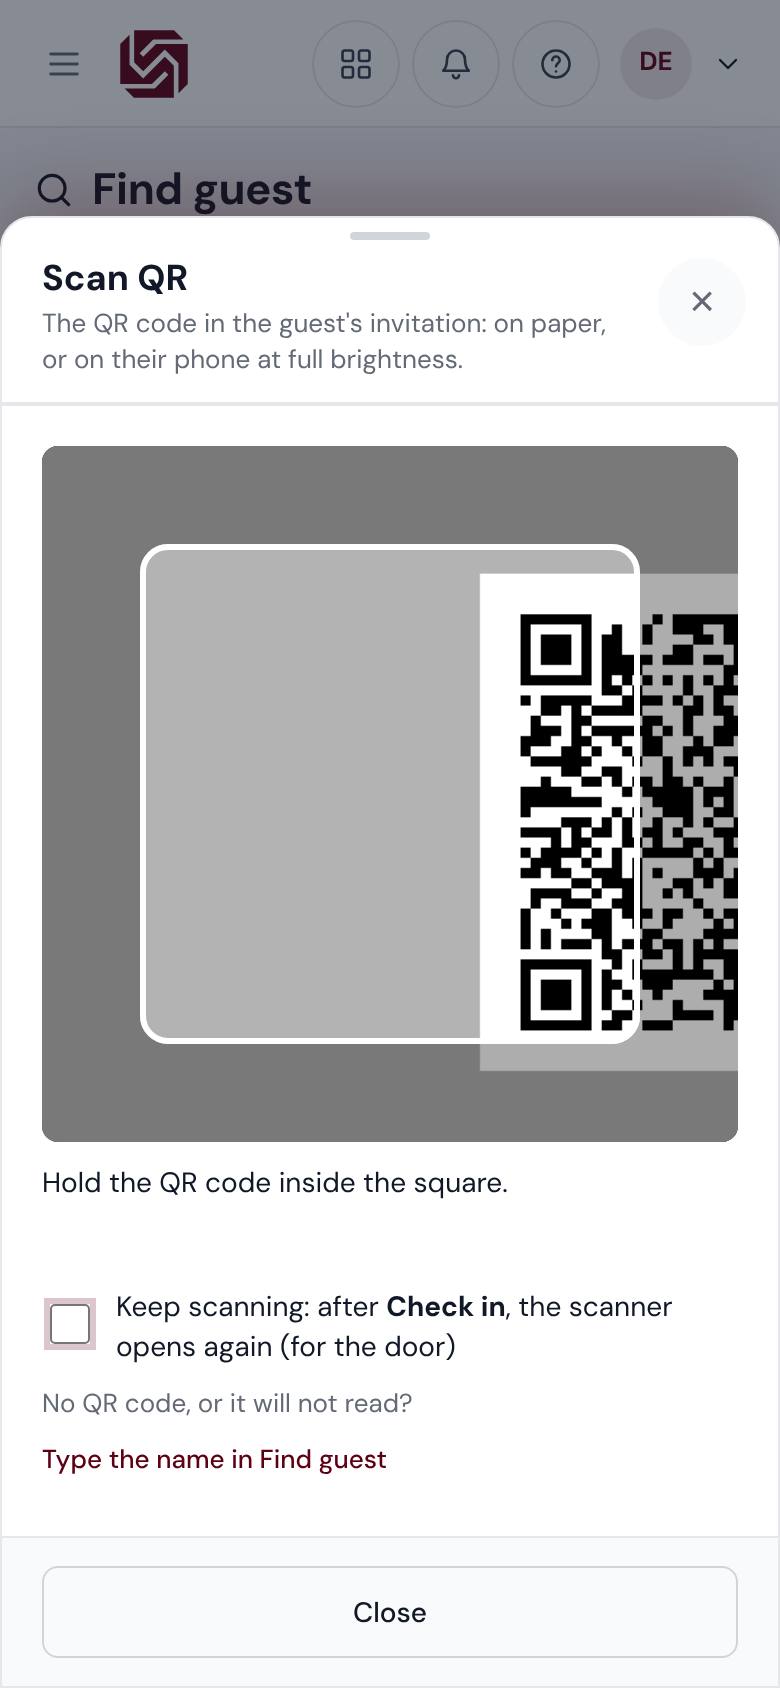 DE
Find guest
Scan QR
The QR code in the guest's invitation: on paper,
or on their phone at full brightness.
Hold the QR code inside the square.
Keep scanning: after Check in, the scanner
opens again (for the door)
No QR code, or it will not read?
Type the name in Find guest
Close